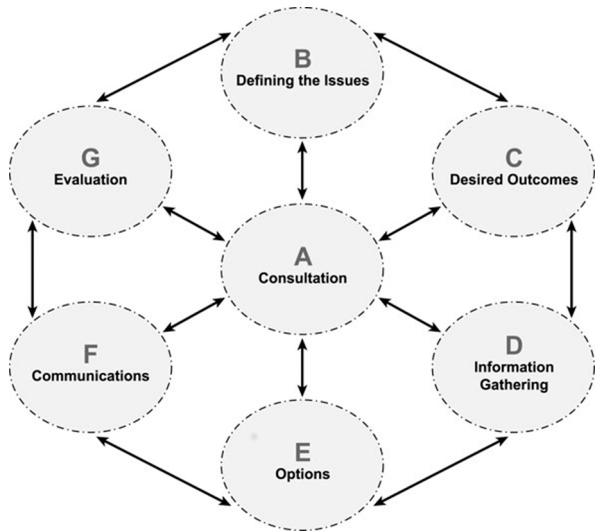 B
Defining the Issues
G
Evaluation
C
Desired Outcomes
A
Consultation
F
Communications
D
Information
Gathering
E
Options